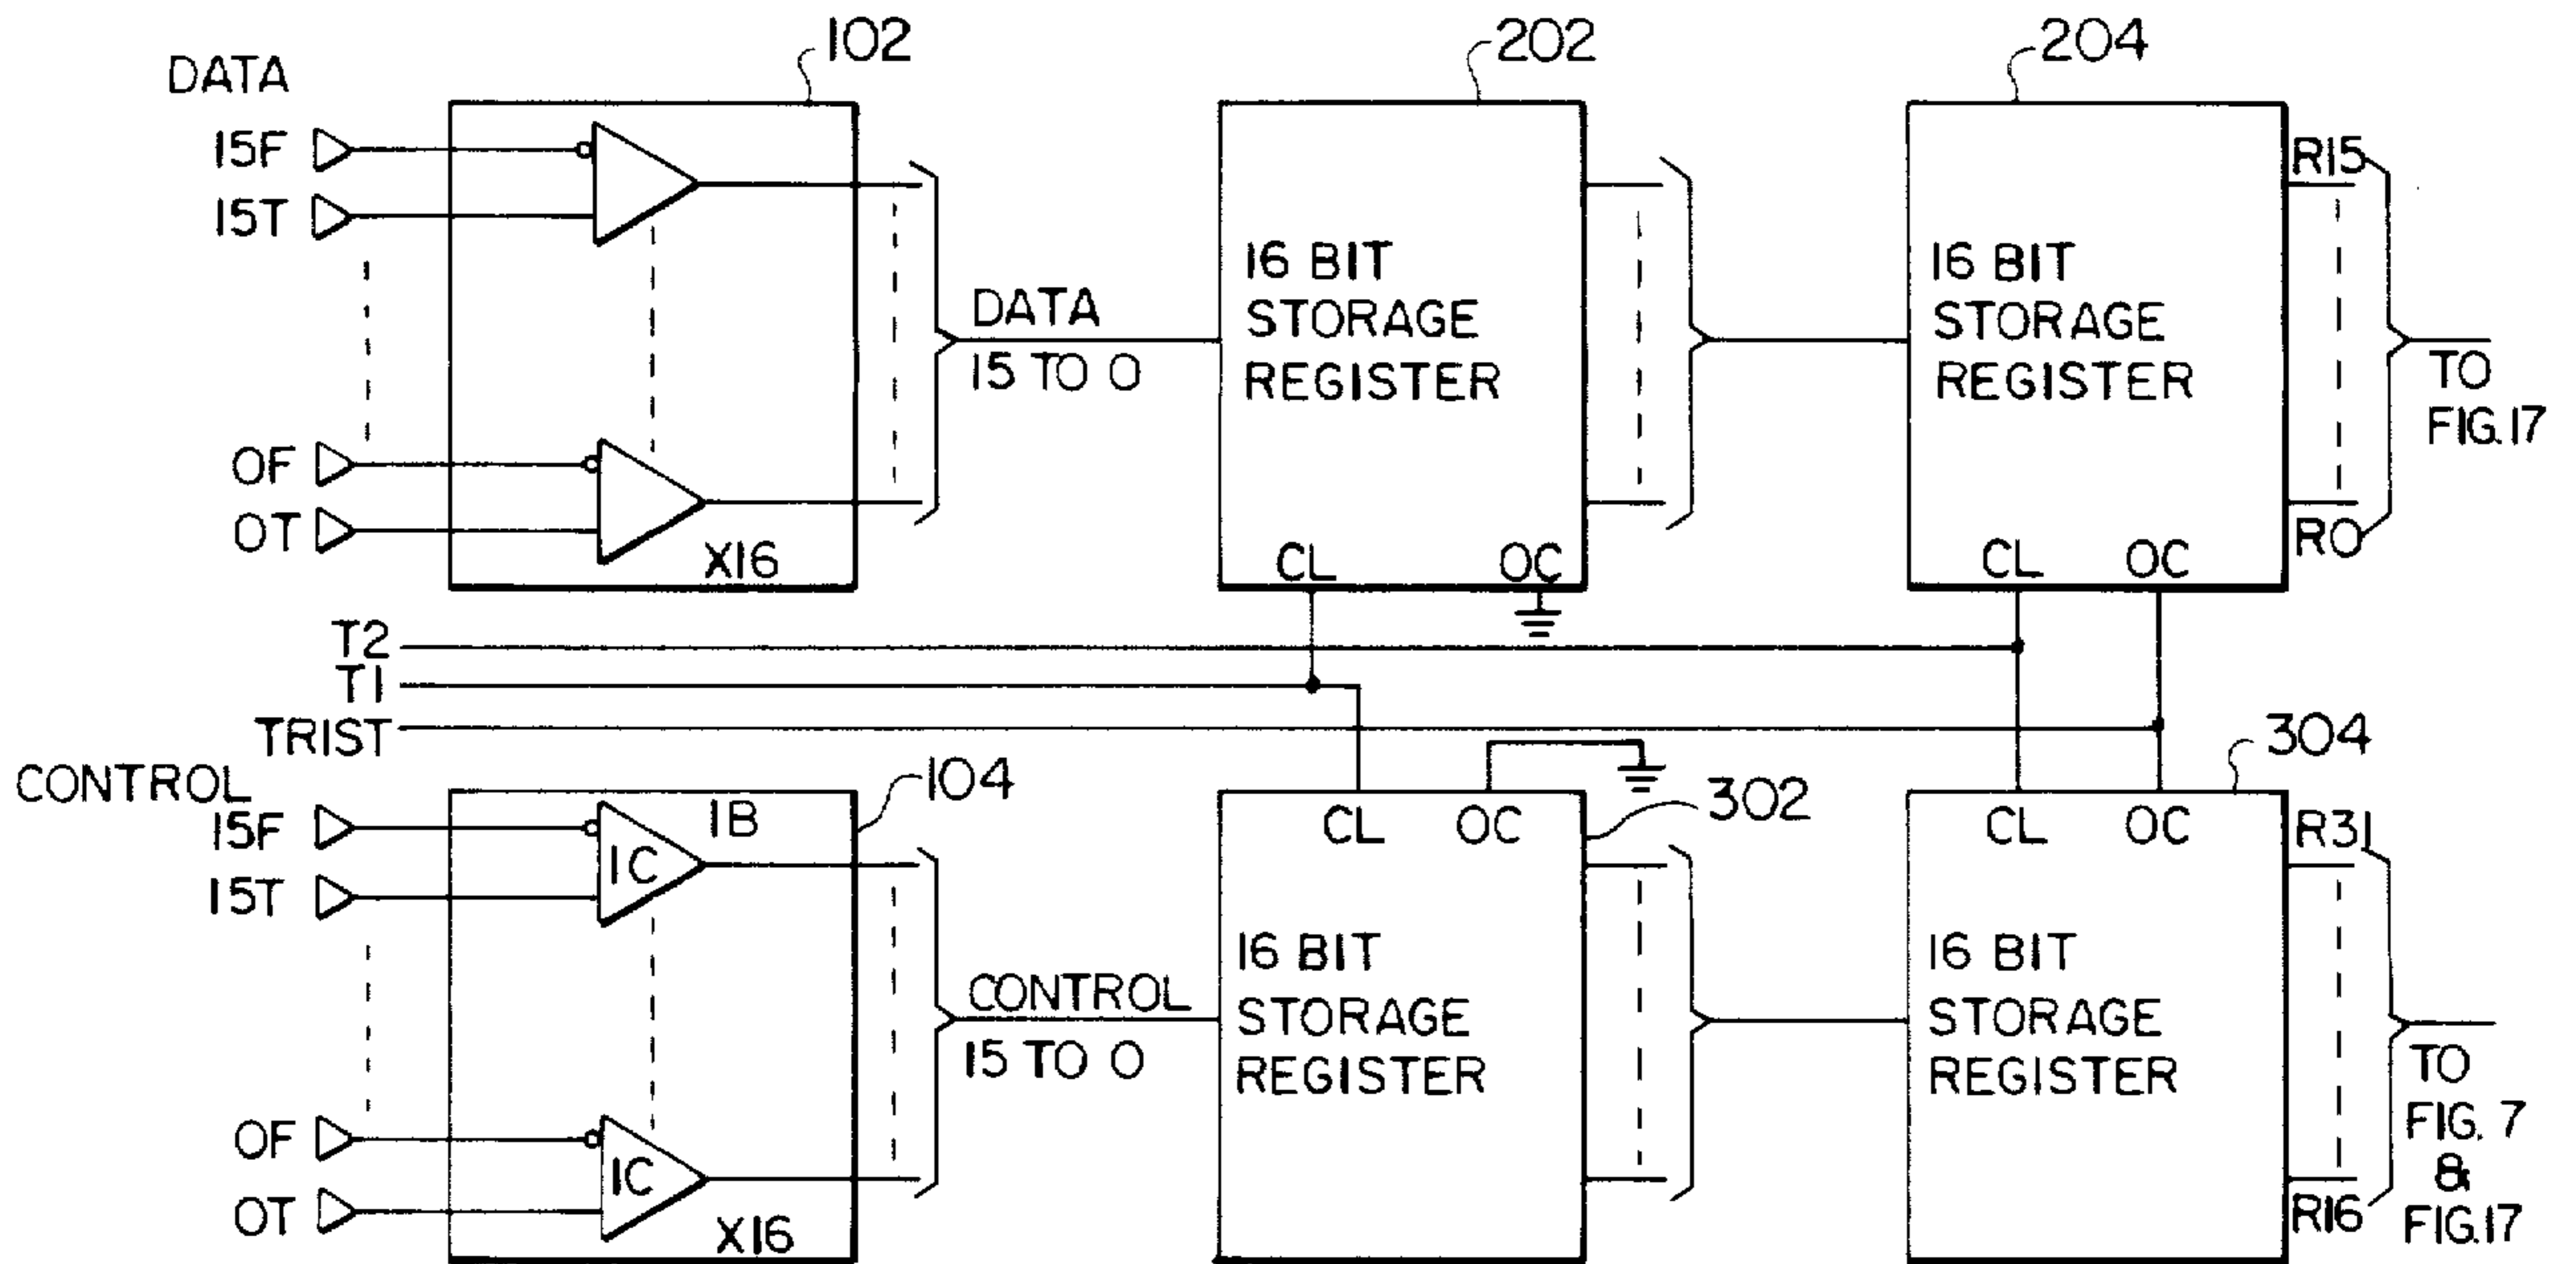 DATA
102
202
204
15F
15T
OF
OT
X16
DATA
15 TO 0
16 BIT
STORAGE
REGISTER
CL
OC
16 BIT
STORAGE
REGISTER
CL
OC
R15
RO
TO
FIG. 17
T2
T1
TRIST
CONTROL
15F
15T
OF
OT
104
1B
1C
1C
X16
CONTROL
15 TO 0
302
CL
OC
16 BIT
STORAGE
REGISTER
304
CL
OC
16 BIT
STORAGE
REGISTER
R31
R16
TO
FIG. 7
&
FIG. 17